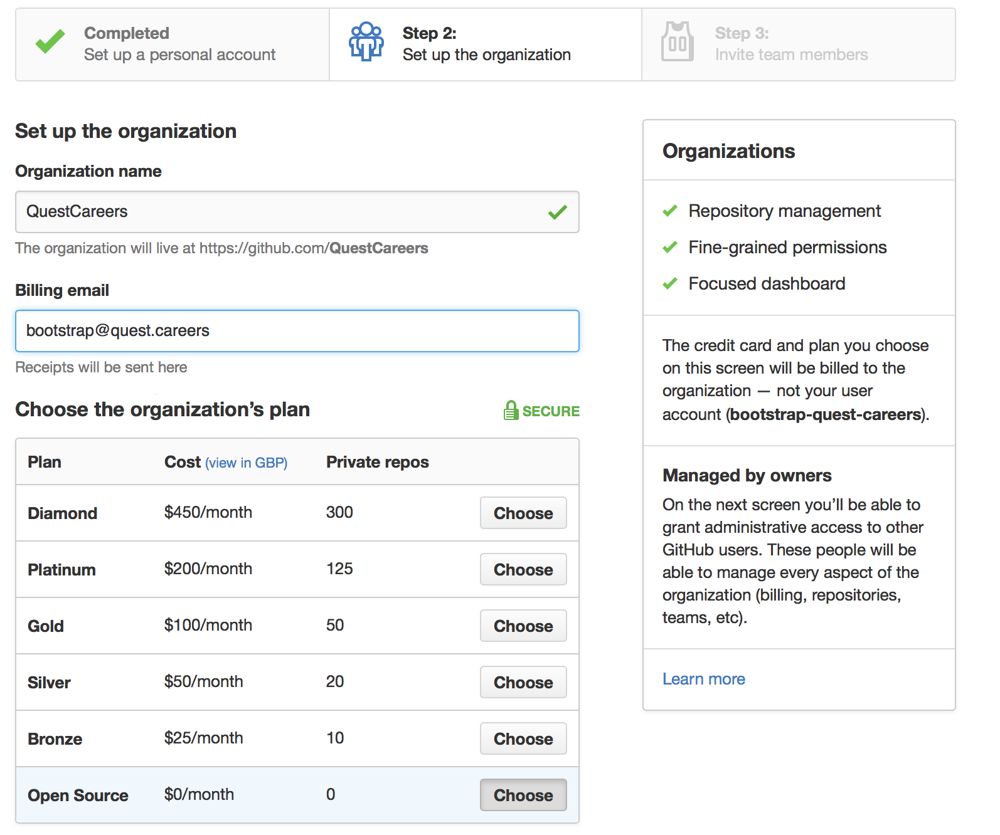 Completed
Set up a personal account
Step 2:
Set up the organization
Step 3:
Invite team members
Set up the organization
Organization name
QuestCareers
The organization will live at https://github.com/QuestCareers
Billing email
bootstrap@quest.careers
Receipts will be sent here
Choose the organization’s plan
SECURE
Plan Cost (view in GBP) Private repos
Diamond $450/month 300 Choose
Platinum $200/month 125 Choose
Gold $100/month 50 Choose
Silver $50/month 20 Choose
Bronze $25/month 10 Choose
Open Source $0/month 0 Choose
Organizations
Repository management
Fine-grained permissions
Focused dashboard
The credit card and plan you choose
on this screen will be billed to the
organization — not your user
account (bootstrap-quest-careers).
Managed by owners
On the next screen you’ll be able to
grant administrative access to other
GitHub users. These people will be
able to manage every aspect of the
organization (billing, repositories,
teams, etc).
Learn more